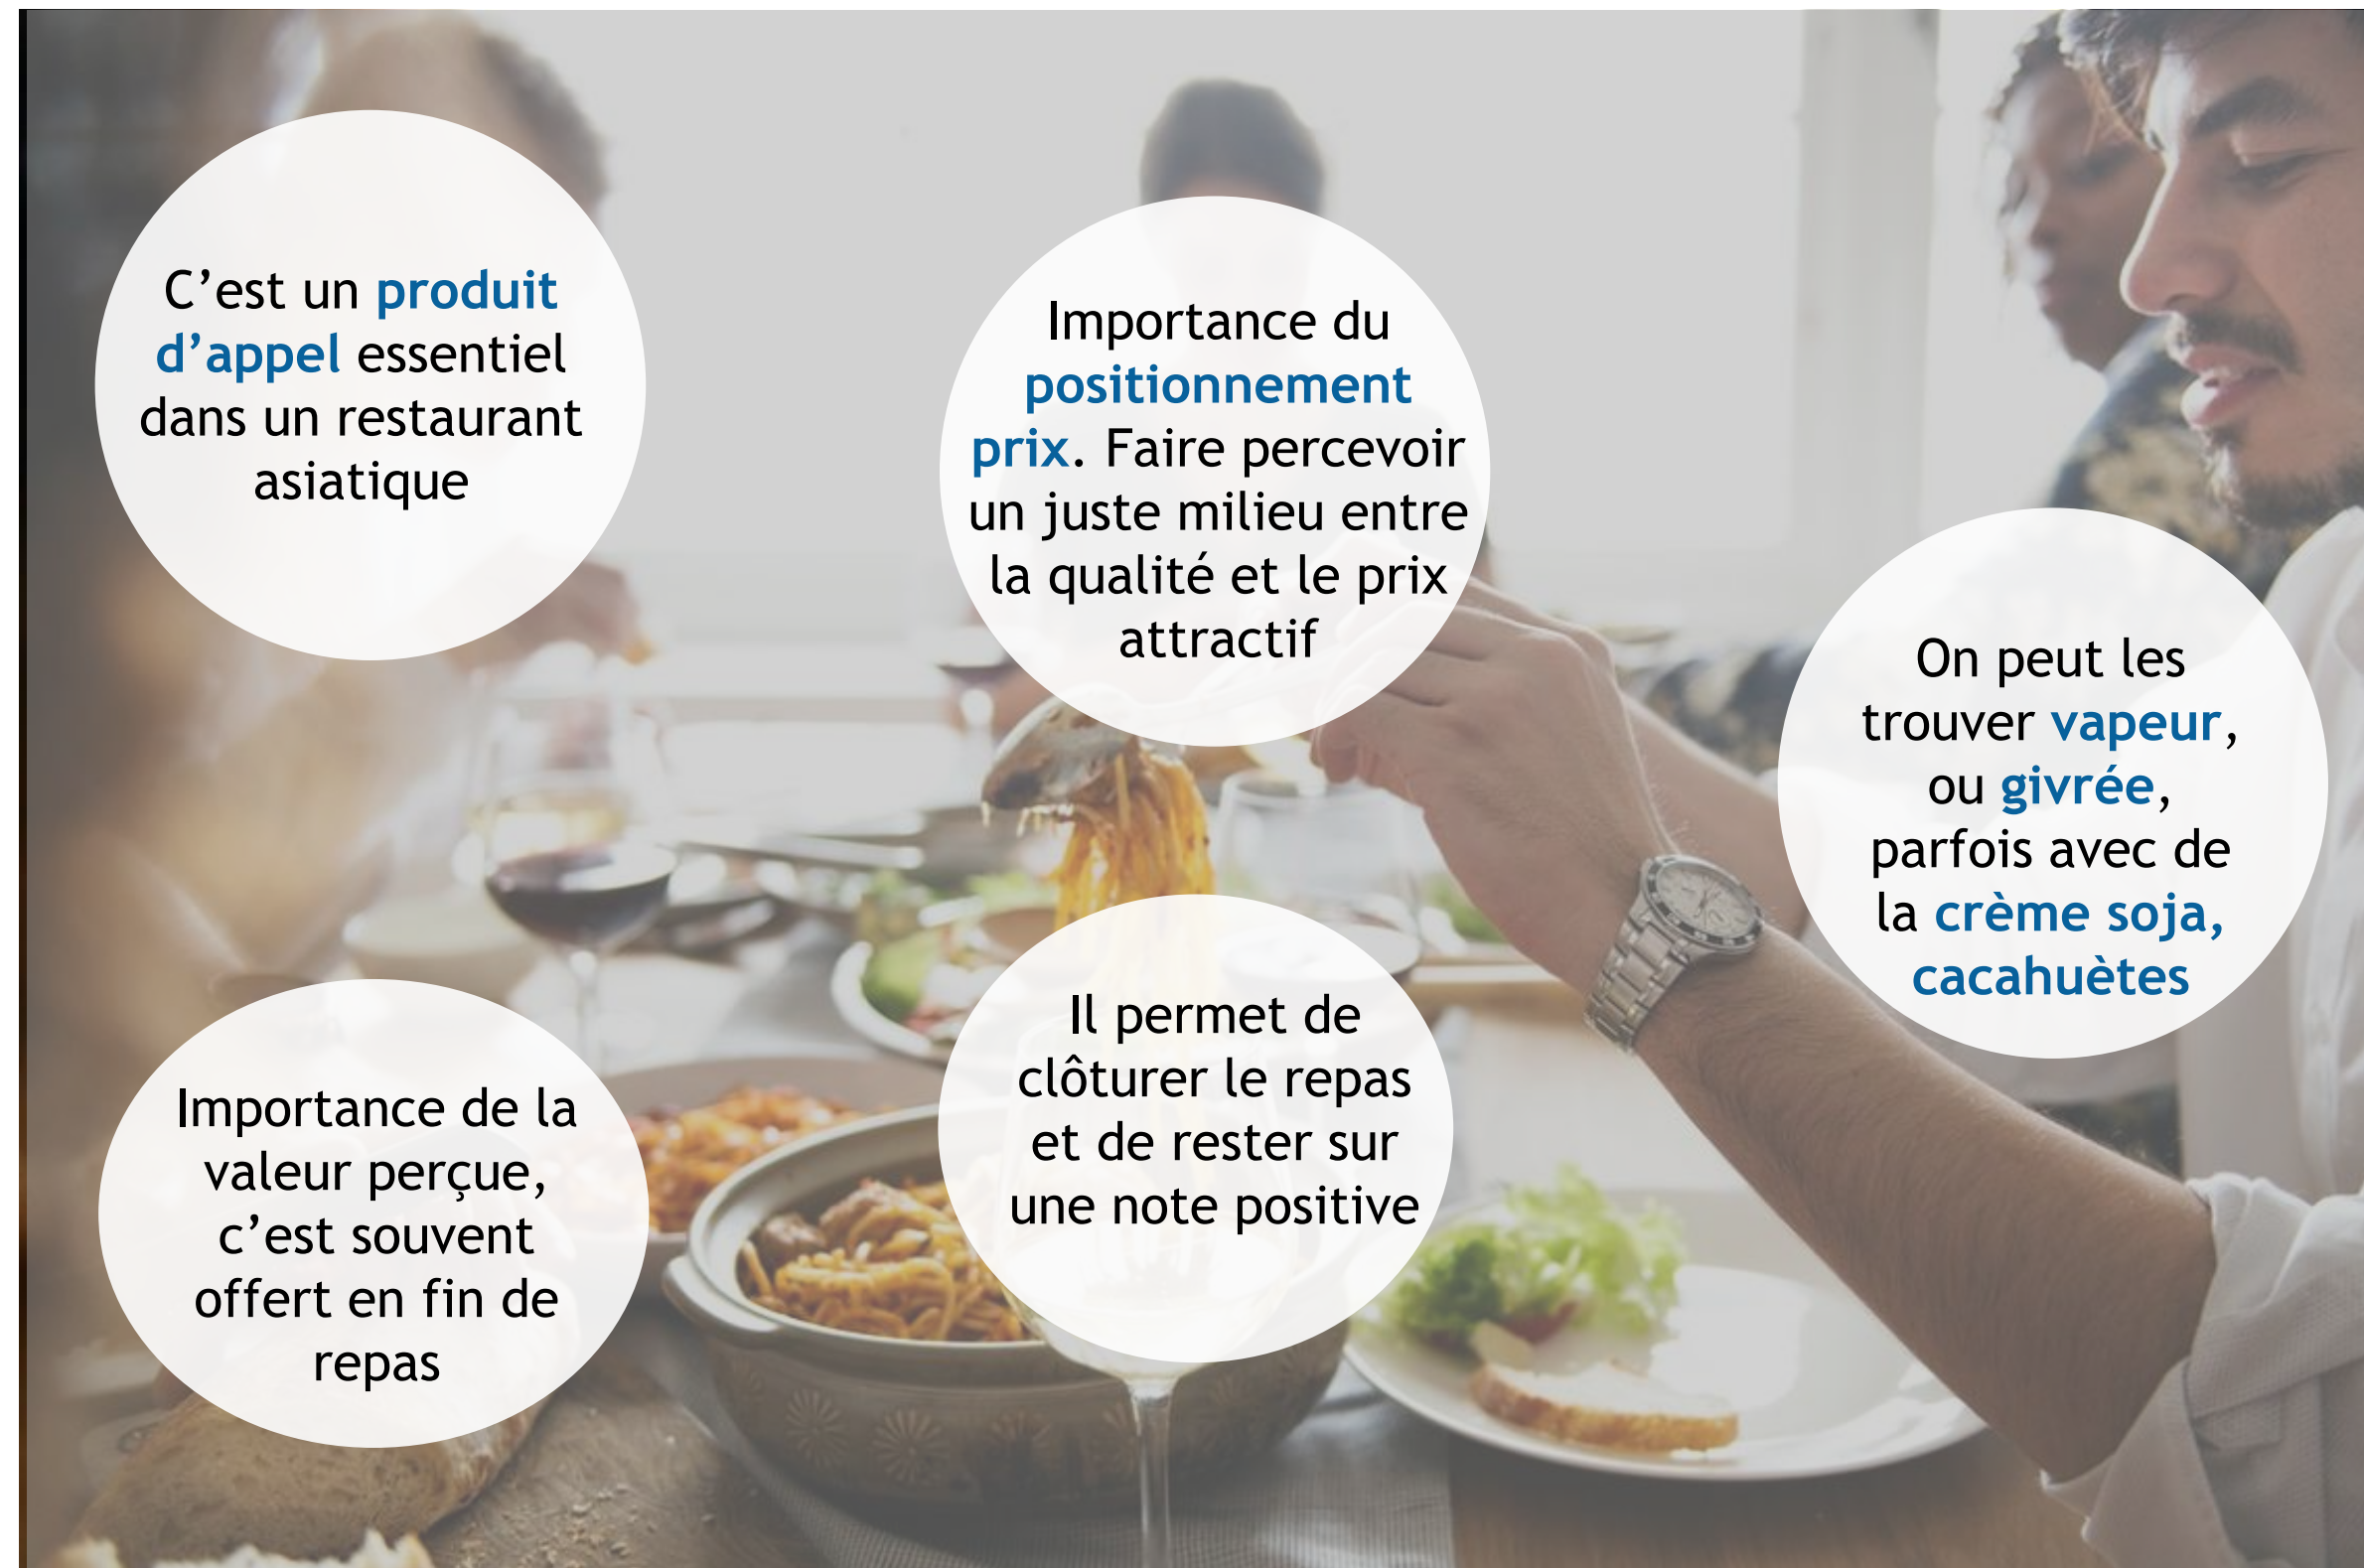 C’est un produit
d’appel essentiel
dans un restaurant
asiatique
Importance du
positionnement
prix. Faire percevoir
un juste milieu entre
la qualité et le prix
attractif
On peut les
trouver vapeur,
ou givrée,
parfois avec de
la crème soja,
cacahuètes
Importance de la
valeur perçue,
c’est souvent
offert en fin de
repas
Il permet de
clôturer le repas
et de rester sur
une note positive